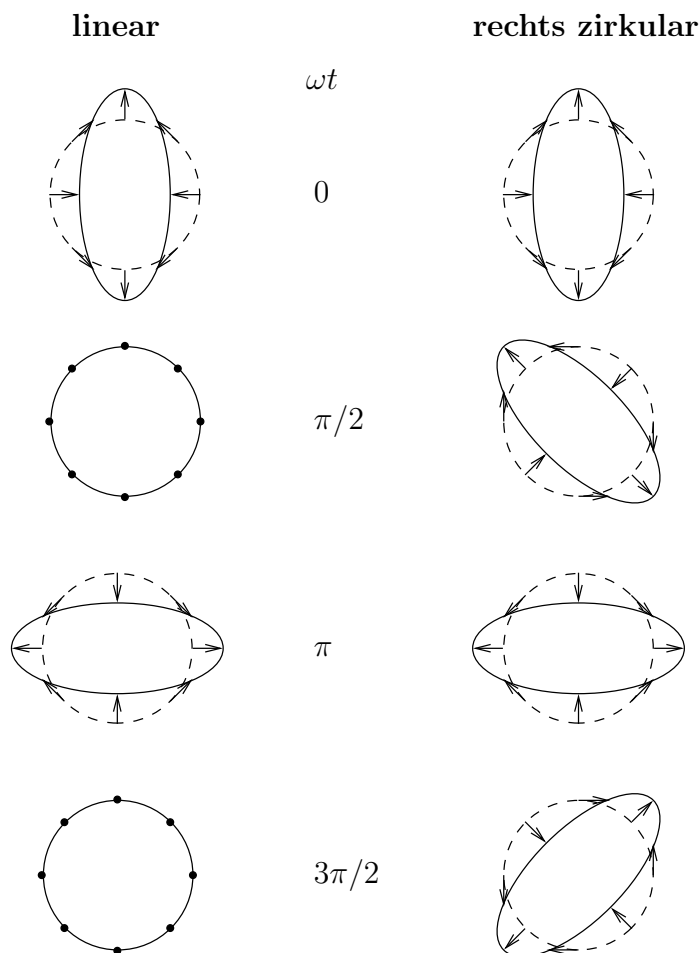 linear rechts zirkular
ωt
0
π/2
π
3π/2